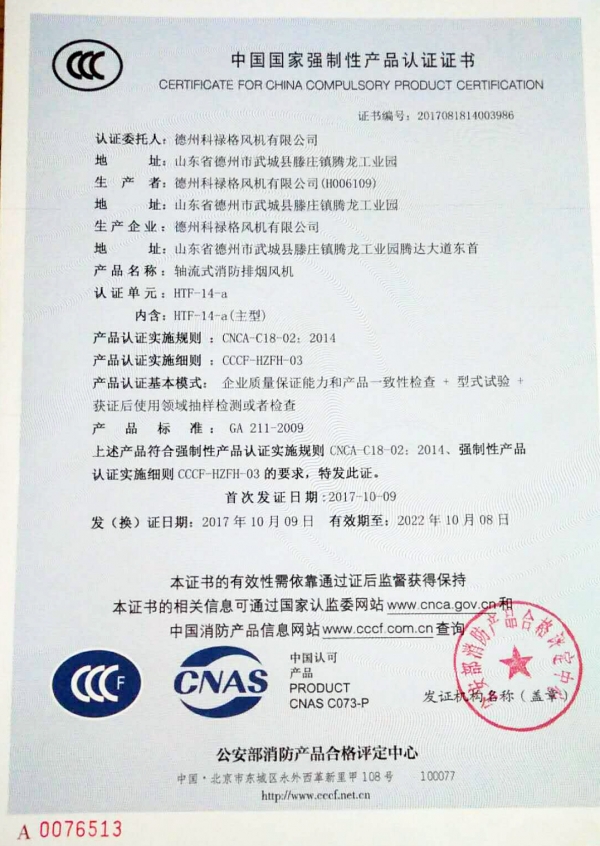 CCC
中国国家强制性产品认证证书
CERTIFICATE FOR CHINA COMPULSORY PRODUCT CERTIFICATION
证书编号：2017081814003986
认证委托人：德州科禄格风机有限公司
地 址：山东省德州市武城县滕庄镇腾龙工业园
生 产 者：德州科禄格风机有限公司(H006109)
地 址：山东省德州市武城县滕庄镇腾龙工业园
生产企业：德州科禄格风机有限公司
地 址：山东省德州市武城县滕庄镇腾龙工业园腾达大道东首
产品名称：轴流式消防排烟风机
认证单元：HTF-14-a
内含：HTF-14-a(主型)
产品认证实施规则 ：CNCA-C18-02：2014
产品认证实施细则 ：CCCF-HZFH-03
产品认证基本模式： 企业质量保证能力和产品一致性检查 + 型式试验 +
获证后使用领域抽样检测或者检查
产 品 标 准：GA 211-2009
上述产品符合强制性产品认证实施规则 CNCA-C18-02：2014、强制性产品
认证实施细则 CCCF-HZFH-03 的要求，特发此证。
首次发证日期:2017-10-09
发（换）证日期：2017 年 10 月 09 日 有效期至：2022 年 10 月 08 日
本证书的有效性需依靠通过证后监督获得保持
本证书的相关信息可通过国家认监委网站 www.cnca.gov.cn 和
中国消防产品信息网站 www.cccf.com.cn 查询
CCC F
CNAS
中国认可
产品
PRODUCT
CNAS C073-P
公安部消防产品合格评定中心
发证机构名称（盖章）
公安部消防产品合格评定中心
中国·北京市东城区永外西革新里甲 108 号 100077
http://www.cccf.net.cn
A 0076513